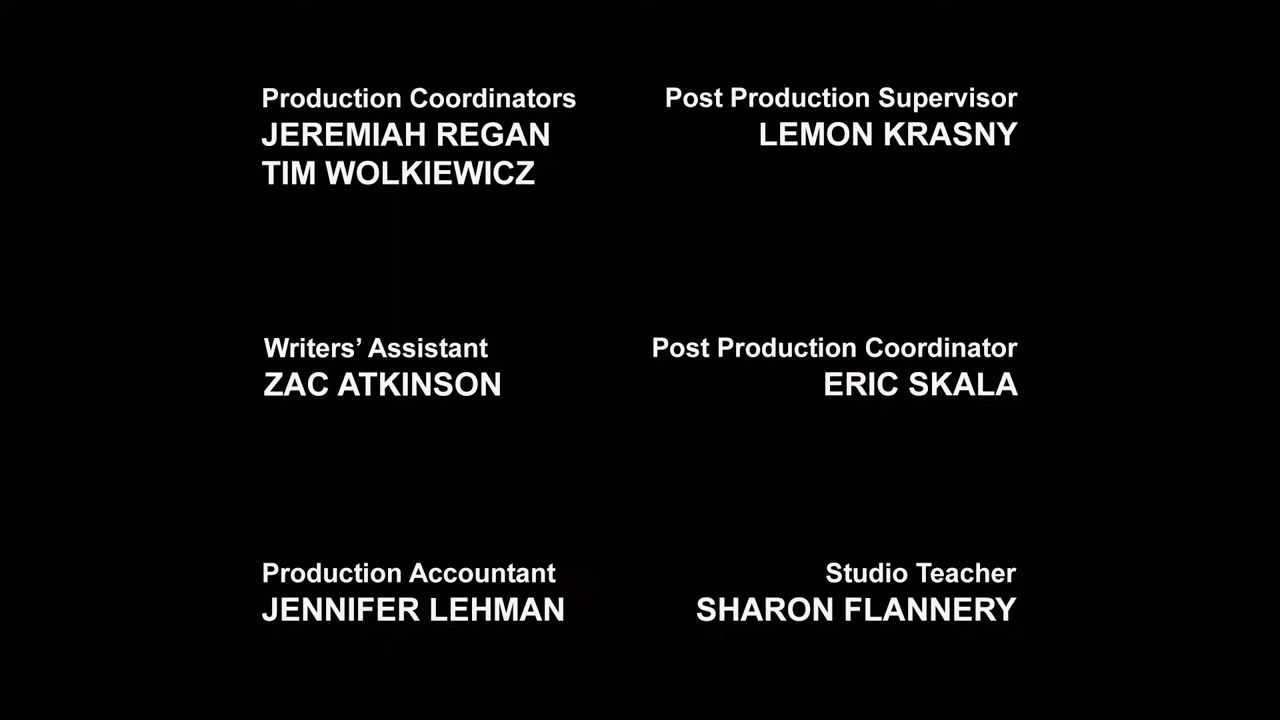 Production Coordinators
JEREMIAH REGAN
TIM WOLKIEWICZ
Post Production Supervisor
LEMON KRASNY
Writers’ Assistant
ZAC ATKINSON
Post Production Coordinator
ERIC SKALA
Production Accountant
JENNIFER LEHMAN
Studio Teacher
SHARON FLANNERY